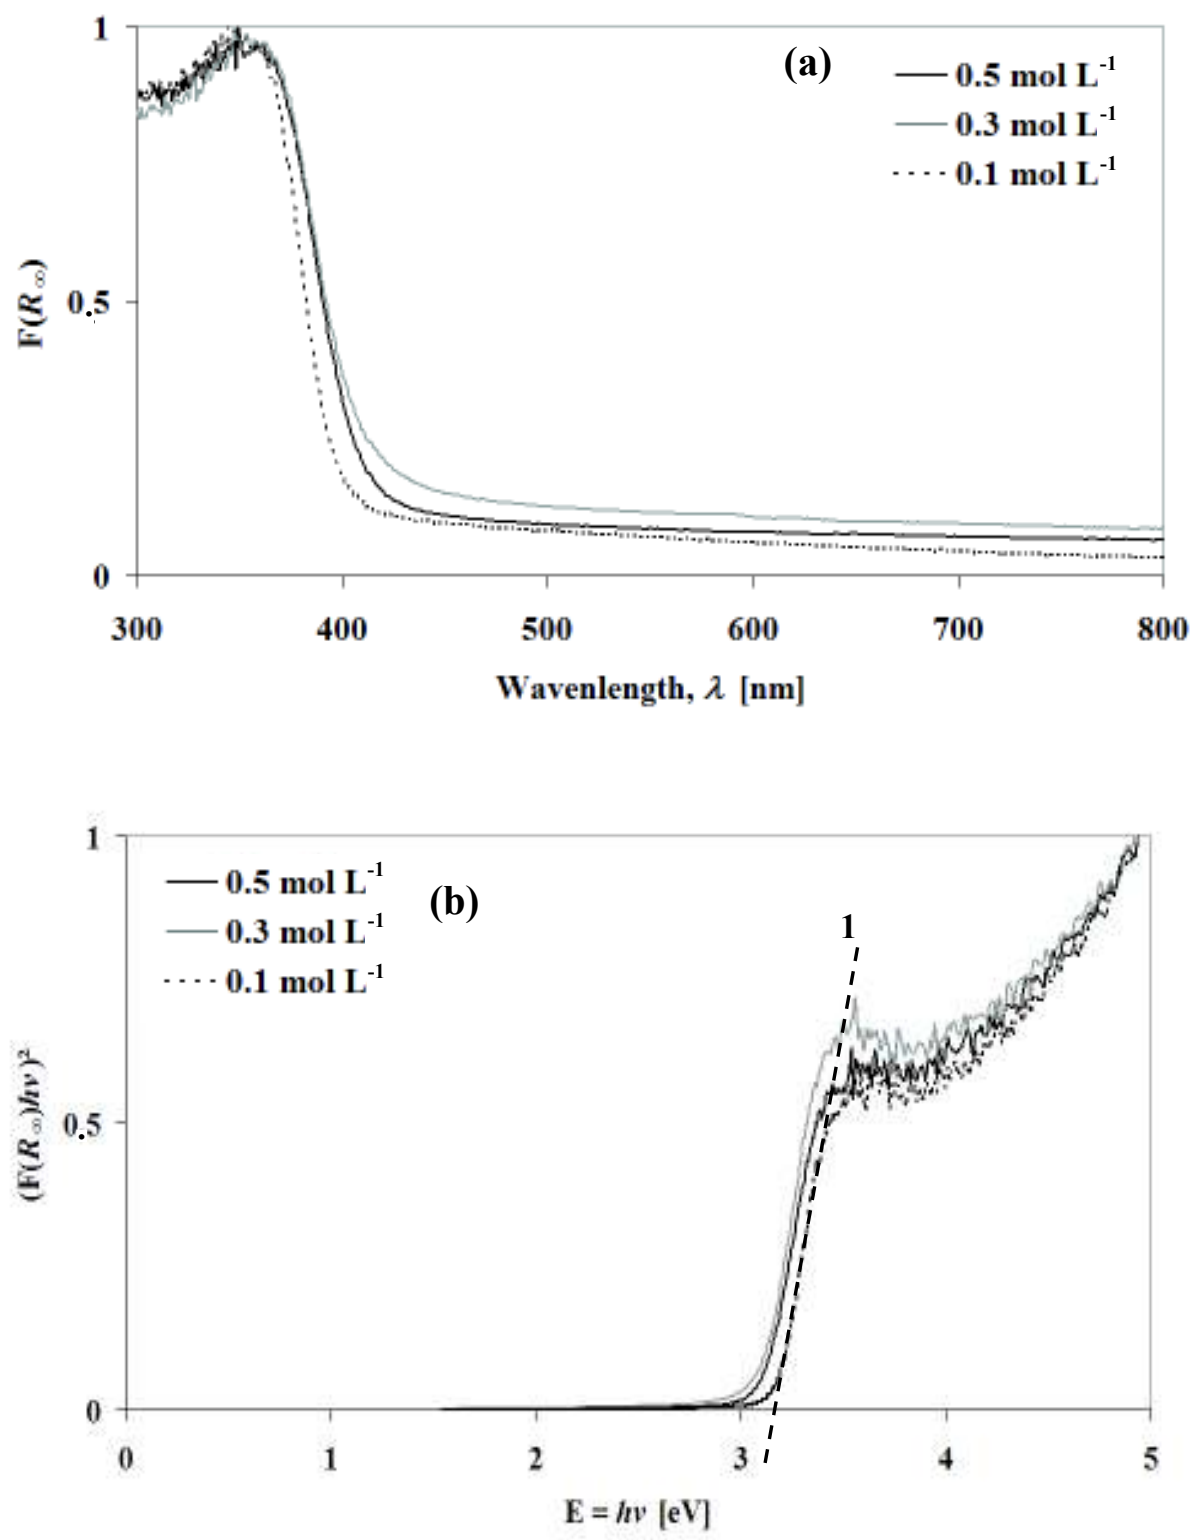 1
(a)
0.5 mol L⁻¹
0.3 mol L⁻¹
0.1 mol L⁻¹
F(R∞)
0.5
0
300 400 500 600 700 800
Wavenlength, λ [nm]
1
0.5 mol L⁻¹
(b)
0.3 mol L⁻¹
1
0.1 mol L⁻¹
(F(R∞)hν)²
0.5
0
0 1 2 3 4 5
E = hν [eV]